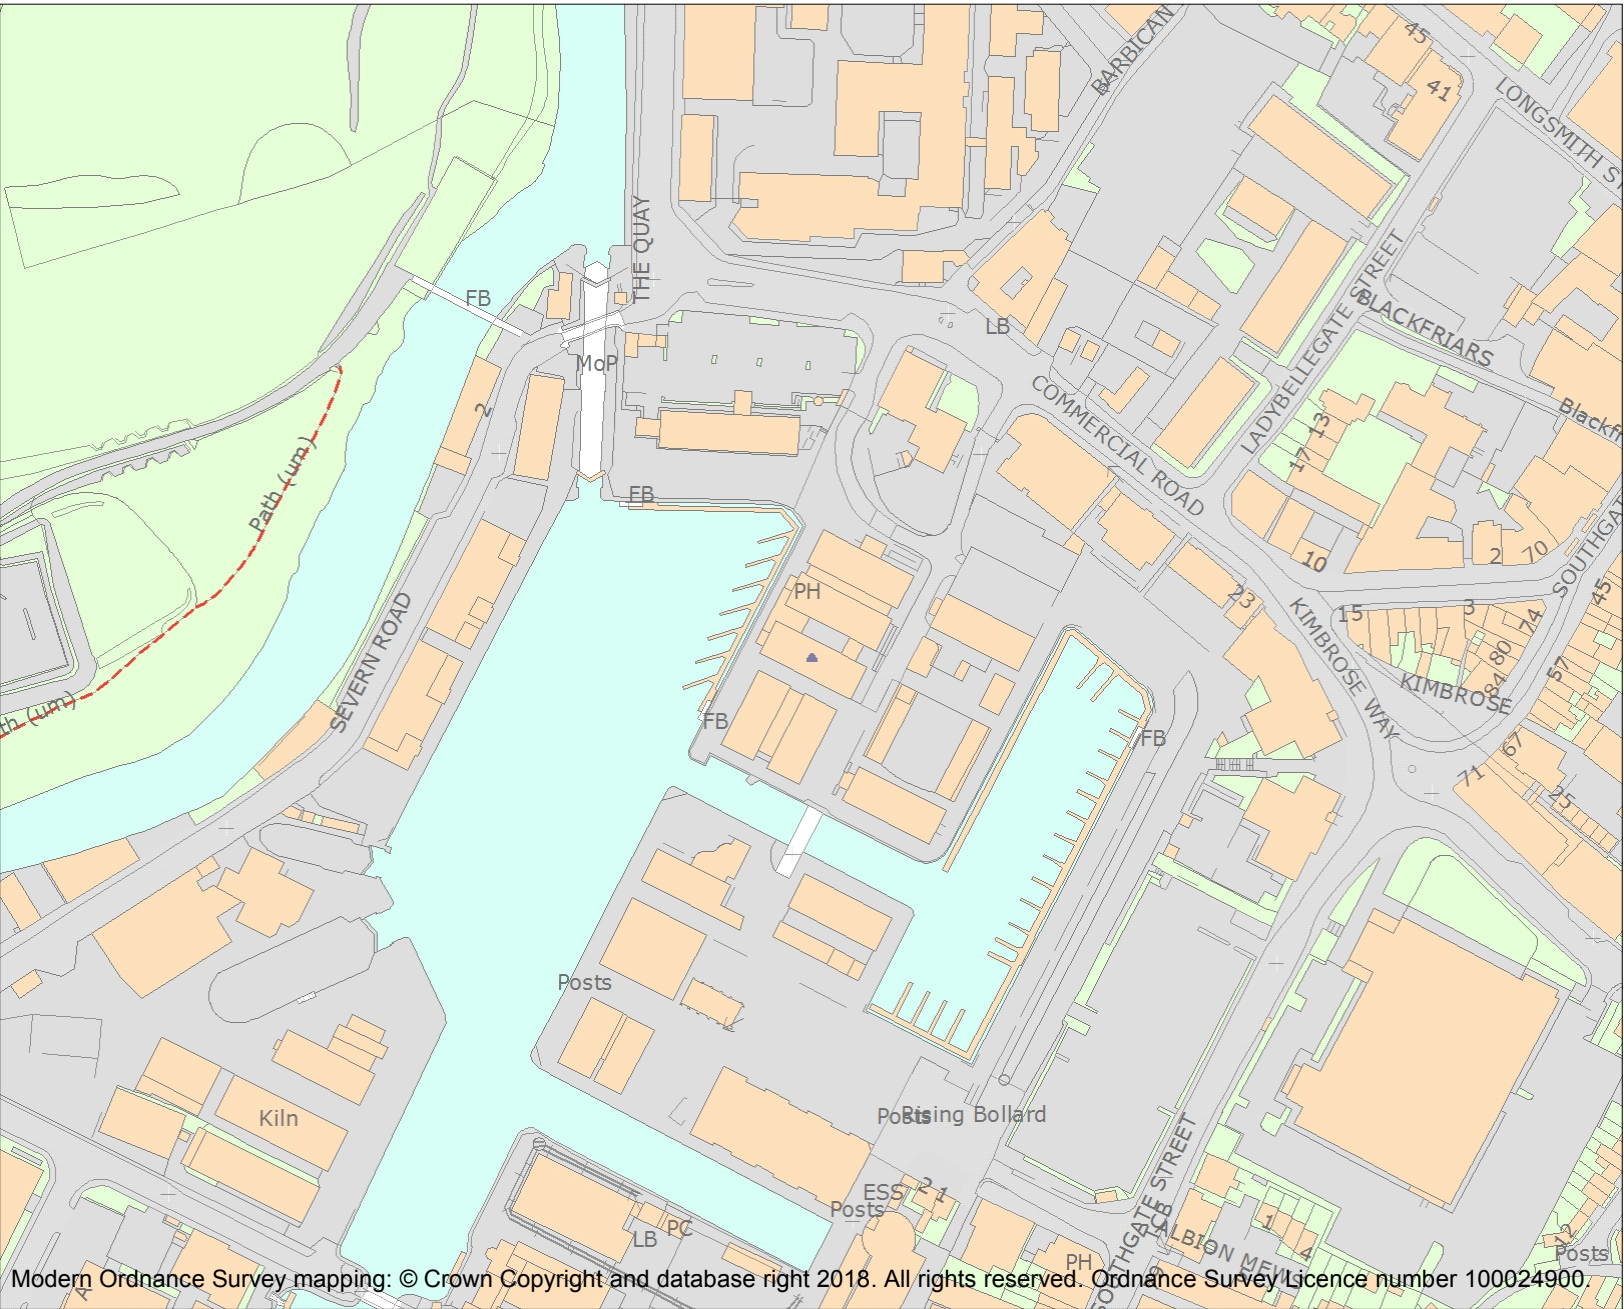 45
BARBICAN
41
LONGSMITH S
THE QUAY
FB
LB
BLACKFRIARS
LADYBELLEGATE STREET
MoP
COMMERCIAL ROAD
2
13
17
Blackf
Path (um)
FB
10
2
70
SOUTHGAT
PH
23
15
3
74
45
SEVERN ROAD
KIMBROSE WAY
80
84
57
KIMBROSE
th (um)
FB
FB
67
71
25
Posts
Kiln
Posts
Rising Bollard
SOUTHGATE STREET
ESS
2
1
Posts
PC
LB
TCB
ALBION MEWS
1
4
12
Posts
PH
Modern Ordnance Survey mapping: © Crown Copyright and database right 2018. All rights reserved. Ordnance Survey Licence number 100024900.